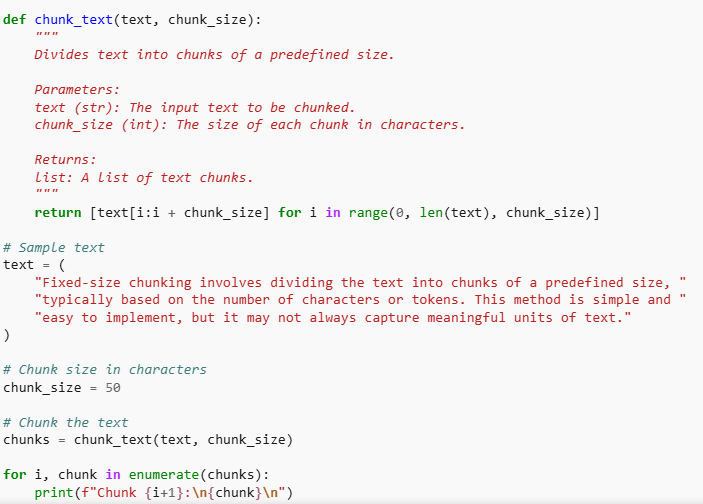 def chunk_text(text, chunk_size):
    """
    Divides text into chunks of a predefined size.

    Parameters:
    text (str): The input text to be chunked.
    chunk_size (int): The size of each chunk in characters.

    Returns:
    list: A list of text chunks.
    """
    return [text[i:i + chunk_size] for i in range(0, len(text), chunk_size)]

# Sample text
text = (
    "Fixed-size chunking involves dividing the text into chunks of a predefined size, "
    "typically based on the number of characters or tokens. This method is simple and "
    "easy to implement, but it may not always capture meaningful units of text."
)

# Chunk size in characters
chunk_size = 50

# Chunk the text
chunks = chunk_text(text, chunk_size)

for i, chunk in enumerate(chunks):
    print(f"Chunk {i+1}:\n{chunk}\n")